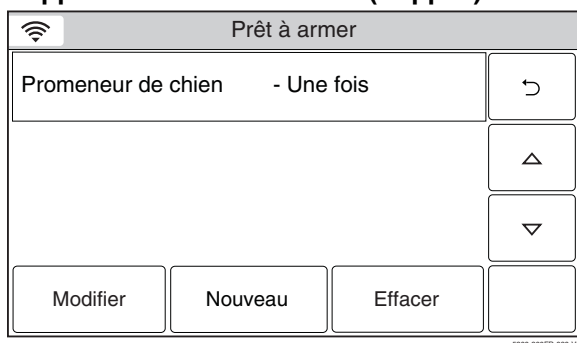 Prêt à armer
Promeneur de chien - Une fois
Modifier Nouveau Effacer